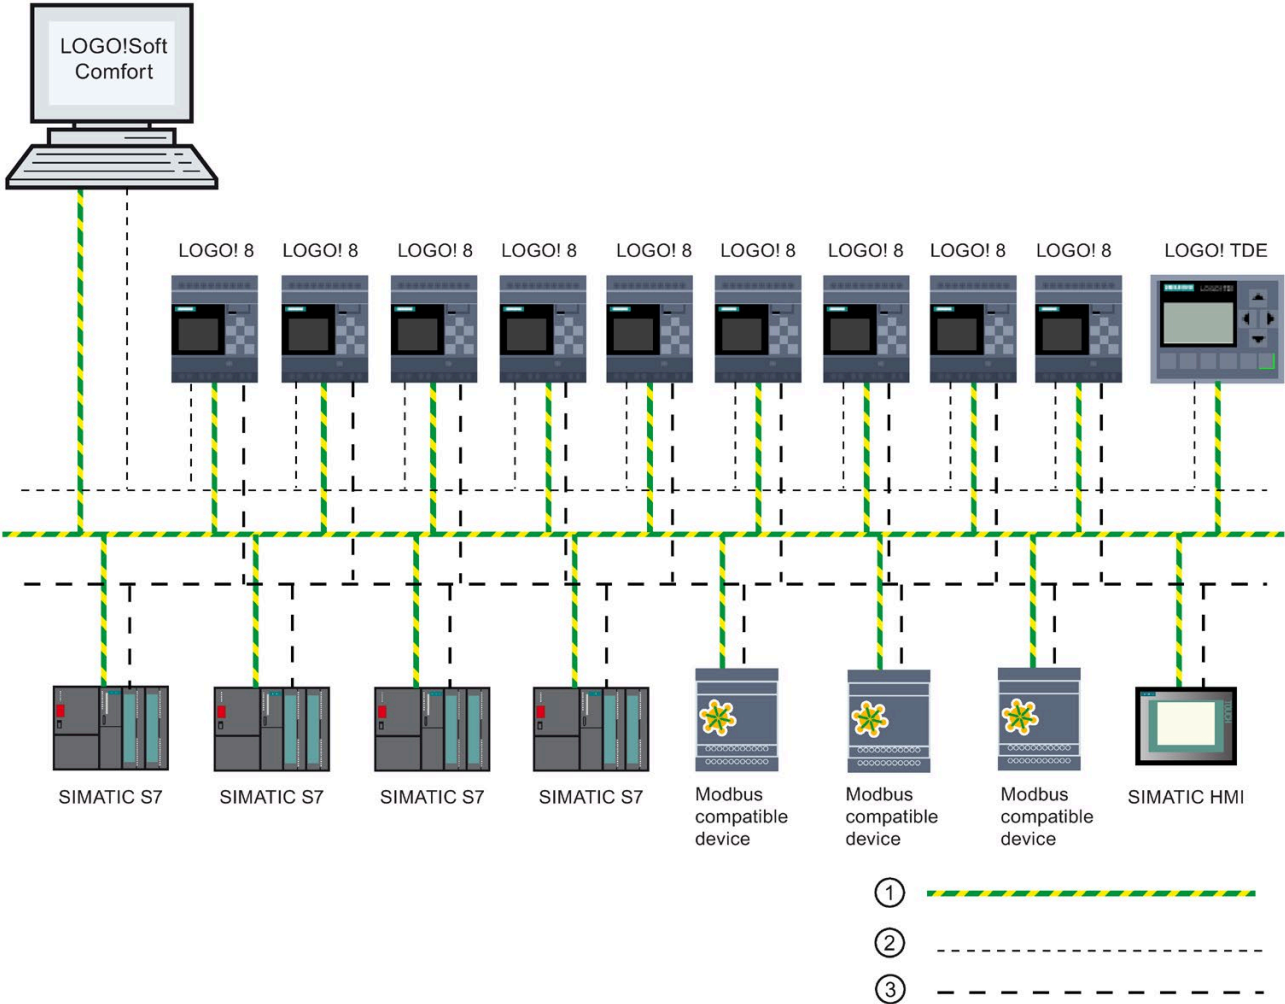 LOGO!Soft
Comfort
LOGO! 8 LOGO! 8 LOGO! 8 LOGO! 8 LOGO! 8 LOGO! 8 LOGO! 8 LOGO! 8 LOGO! 8 LOGO! TDE
SIMATIC S7 SIMATIC S7 SIMATIC S7 SIMATIC S7 Modbus Modbus Modbus SIMATIC HMI
compatible compatible compatible
device device device
TOUCH
1
2
3